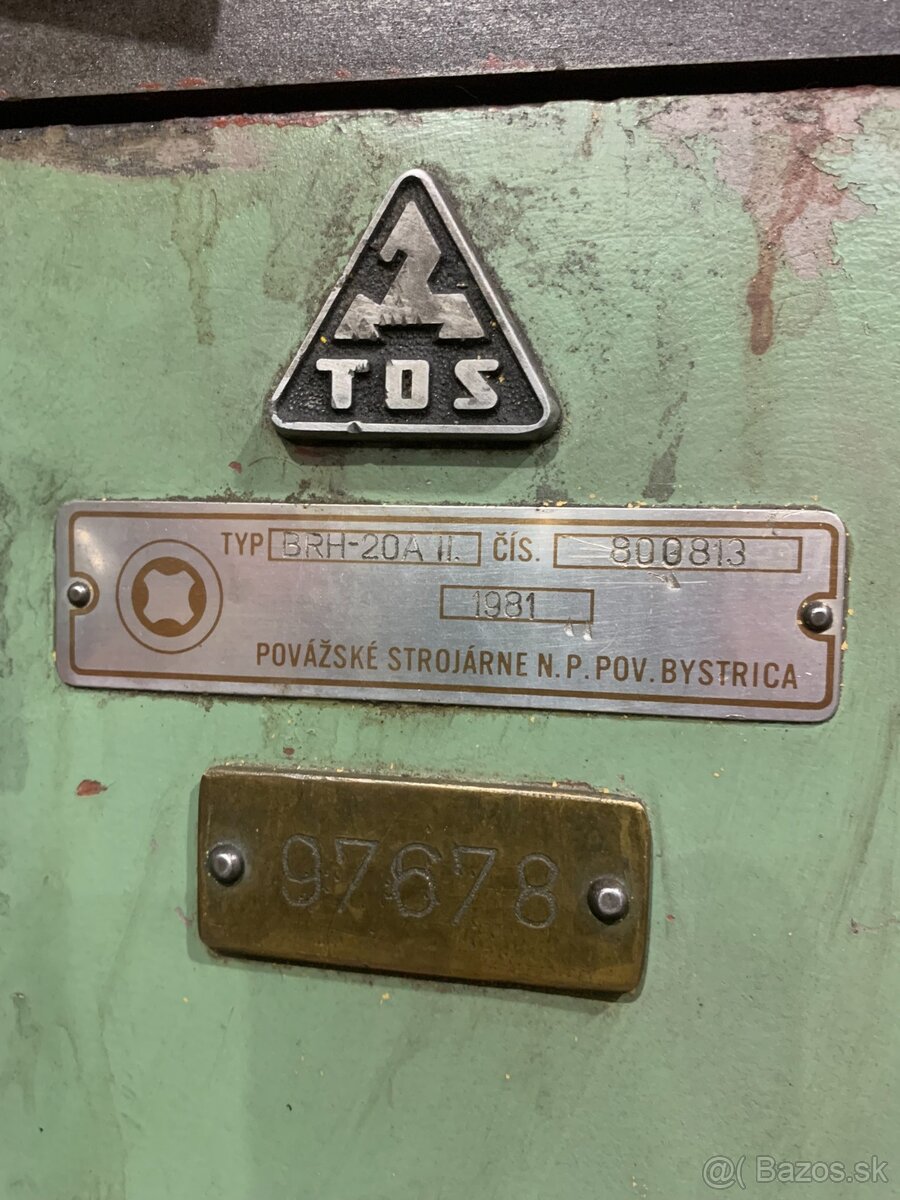 TOS
TYP BRH-20A II. ČÍS. 800813
1981
POVÁŽSKÉ STROJÁRNE N.P. POV. BYSTRICA
97678
@( Bazos.sk